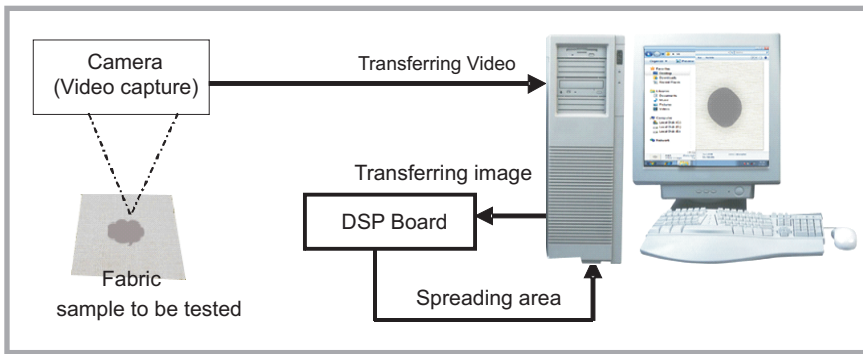 Camera
(Video capture)
Transferring Video
Transferring image
DSP Board
Fabric
sample to be tested
Spreading area